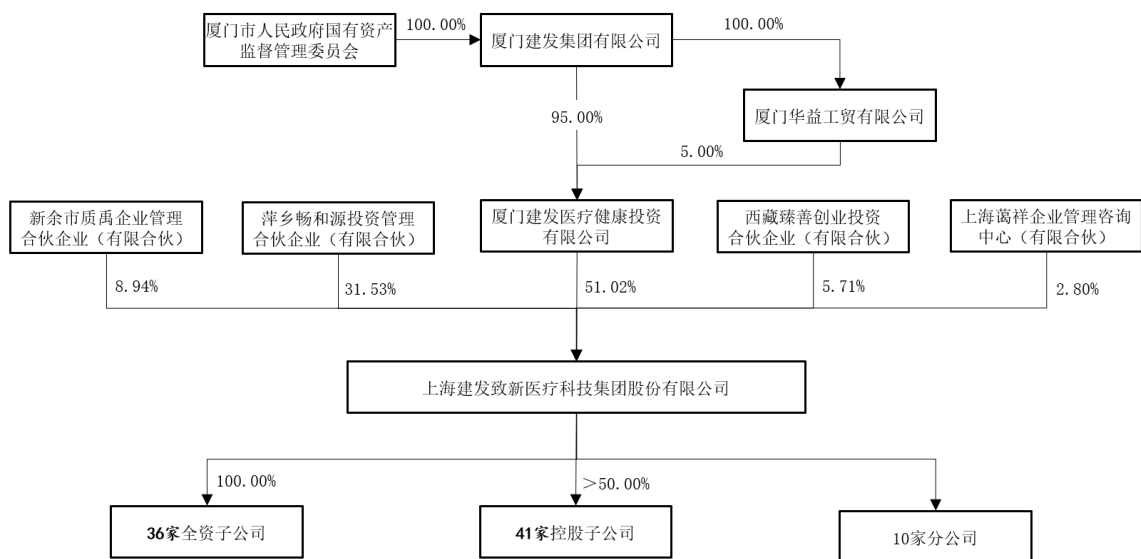 厦门市人民政府国有资产
监督管理委员会
100.00%
厦门建发集团有限公司
100.00%
厦门华益工贸有限公司
95.00%
5.00%
新余市质禹企业管理
合伙企业（有限合伙）
萍乡畅和源投资管理
合伙企业（有限合伙）
厦门建发医疗健康投资
有限公司
西藏臻善创业投资
合伙企业（有限合伙）
上海蔼祥企业管理咨询
中心（有限合伙）
8.94%
31.53%
51.02%
5.71%
2.80%
上海建发致新医疗科技集团股份有限公司
100.00%
＞50.00%
36家全资子公司
41家控股子公司
10家分公司